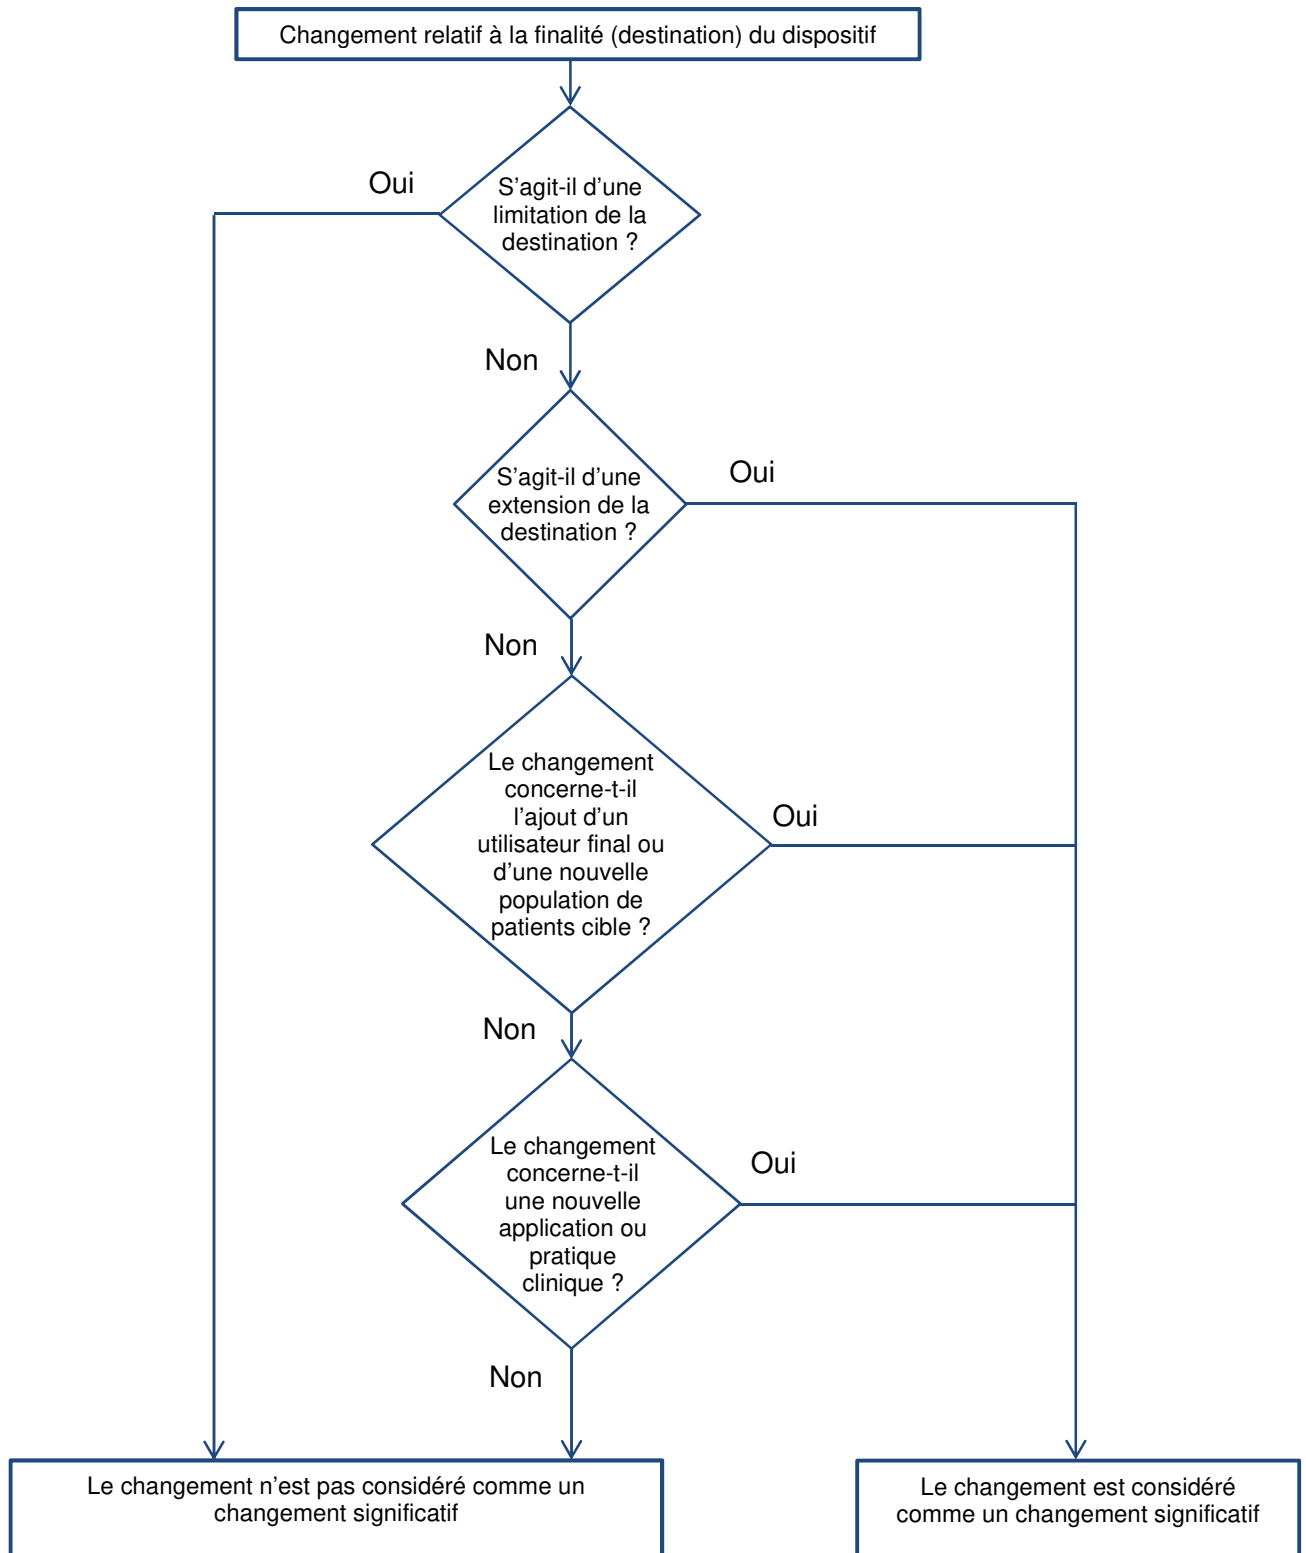 Changement relatif à la finalité (destination) du dispositif
Oui
S’agit-il d’une
limitation de la
destination ?
Non
S’agit-il d’une
extension de la
destination ?
Oui
Non
Le changement
concerne-t-il
l’ajout d’un
utilisateur final ou
d’une nouvelle
population de
patients cible ?
Oui
Non
Le changement
concerne-t-il
une nouvelle
application ou
pratique
clinique ?
Oui
Non
Le changement n’est pas considéré comme un
changement significatif
Le changement est considéré
comme un changement significatif